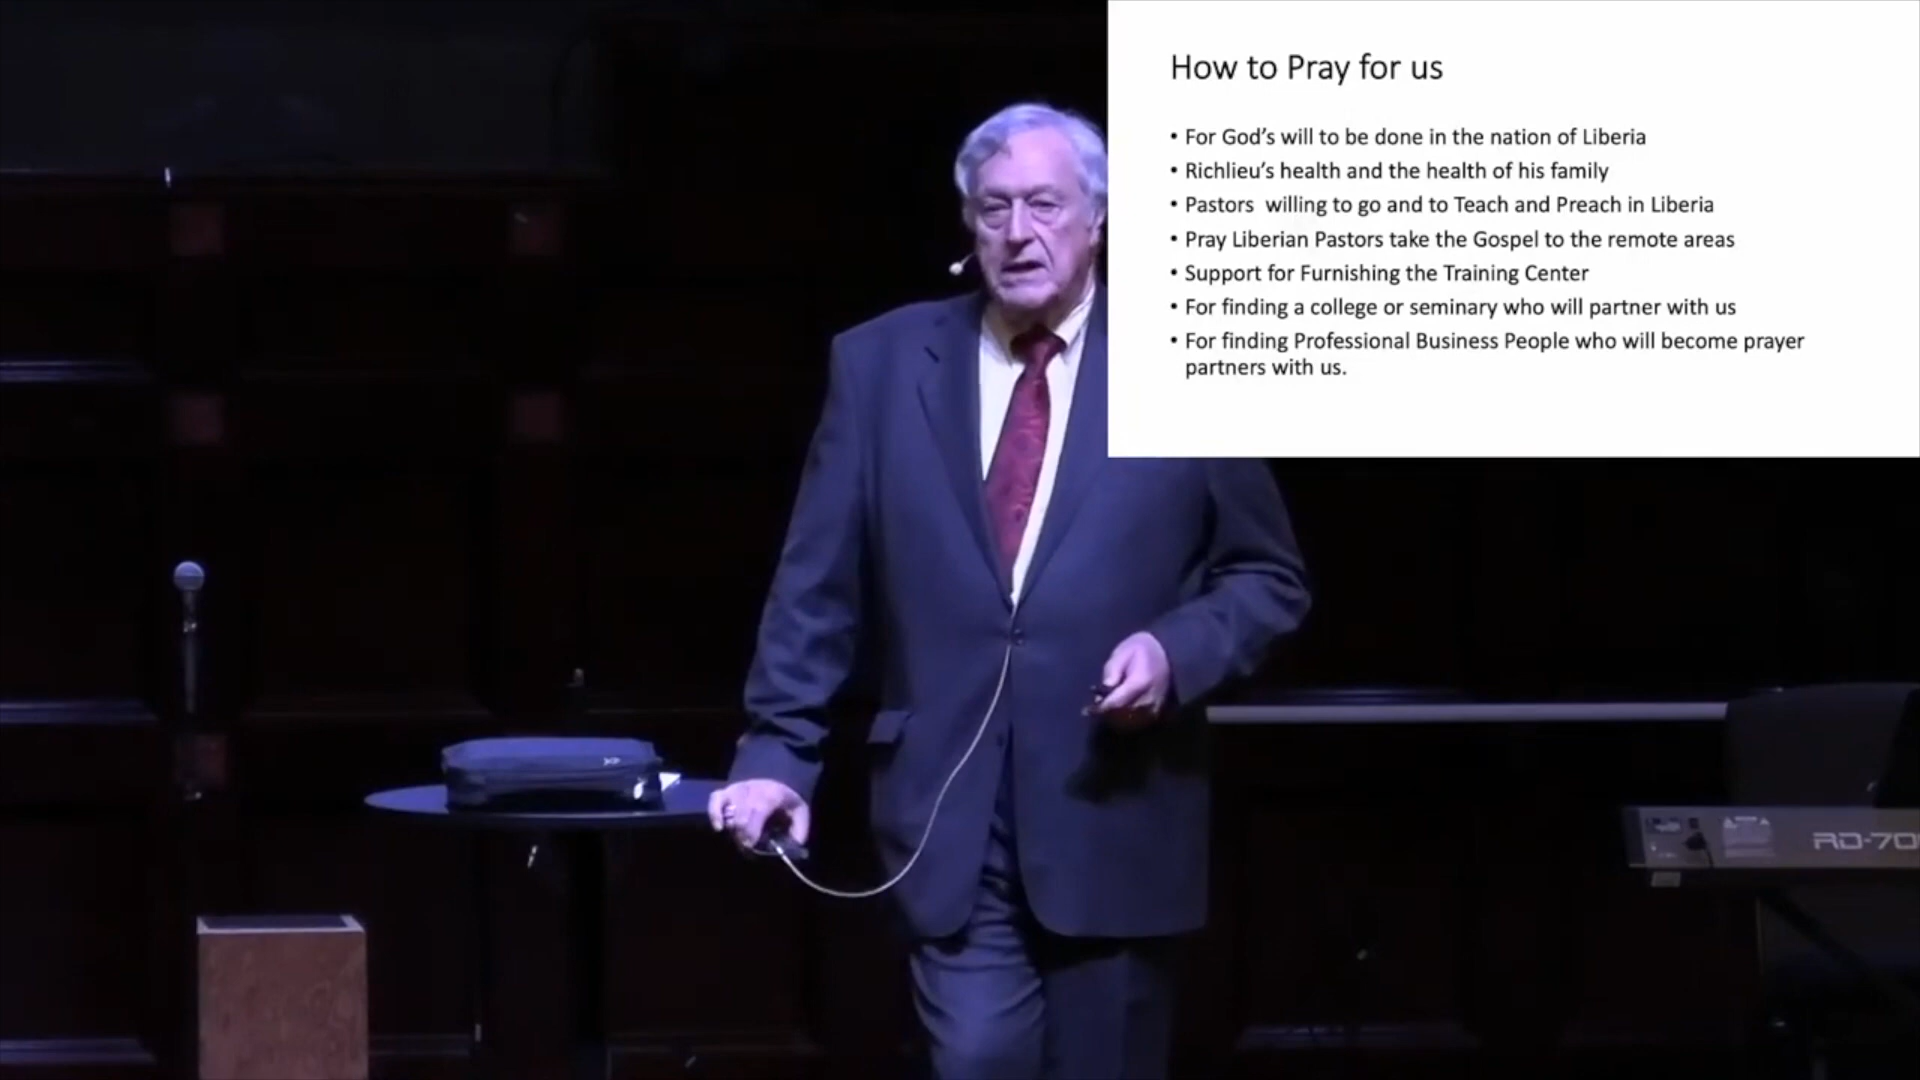 How to Pray for us
• For God's will to be done in the nation of Liberia
• Richlieu's health and the health of his family
• Pastors  willing to go and to Teach and Preach in Liberia
• Pray Liberian Pastors take the Gospel to the remote areas
• Support for Furnishing the Training Center
• For finding a college or seminary who will partner with us
• For finding Professional Business People who will become prayer
partners with us.
RD-70